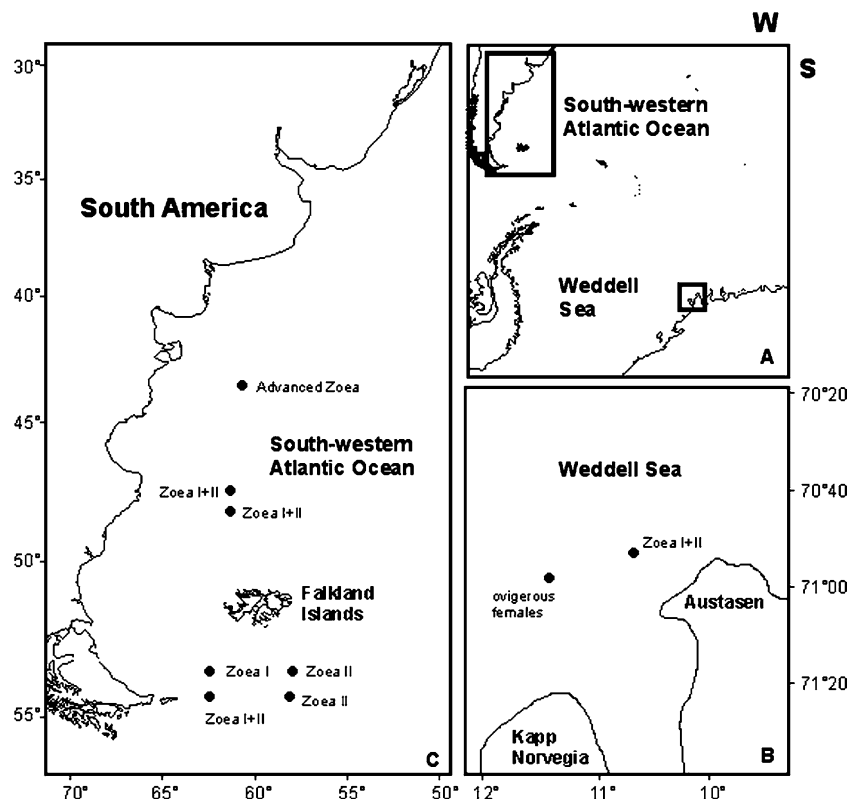 W
S
30°
35°
40°
45°
50°
55°
South America
Advanced Zoea
South-western
Atlantic Ocean
Zoea I+II
Zoea I+II
Falkland
Islands
Zoea I
Zoea II
Zoea I+II
Zoea II
C
70°
65°
60°
55°
50°
South-western
Atlantic Ocean
Weddell
Sea
A
Weddell Sea
Zoea I+II
ovigerous
females
Austasen
Kapp
Norvegia
B
70°20
70°40
71°00
71°20
12°
11°
10°